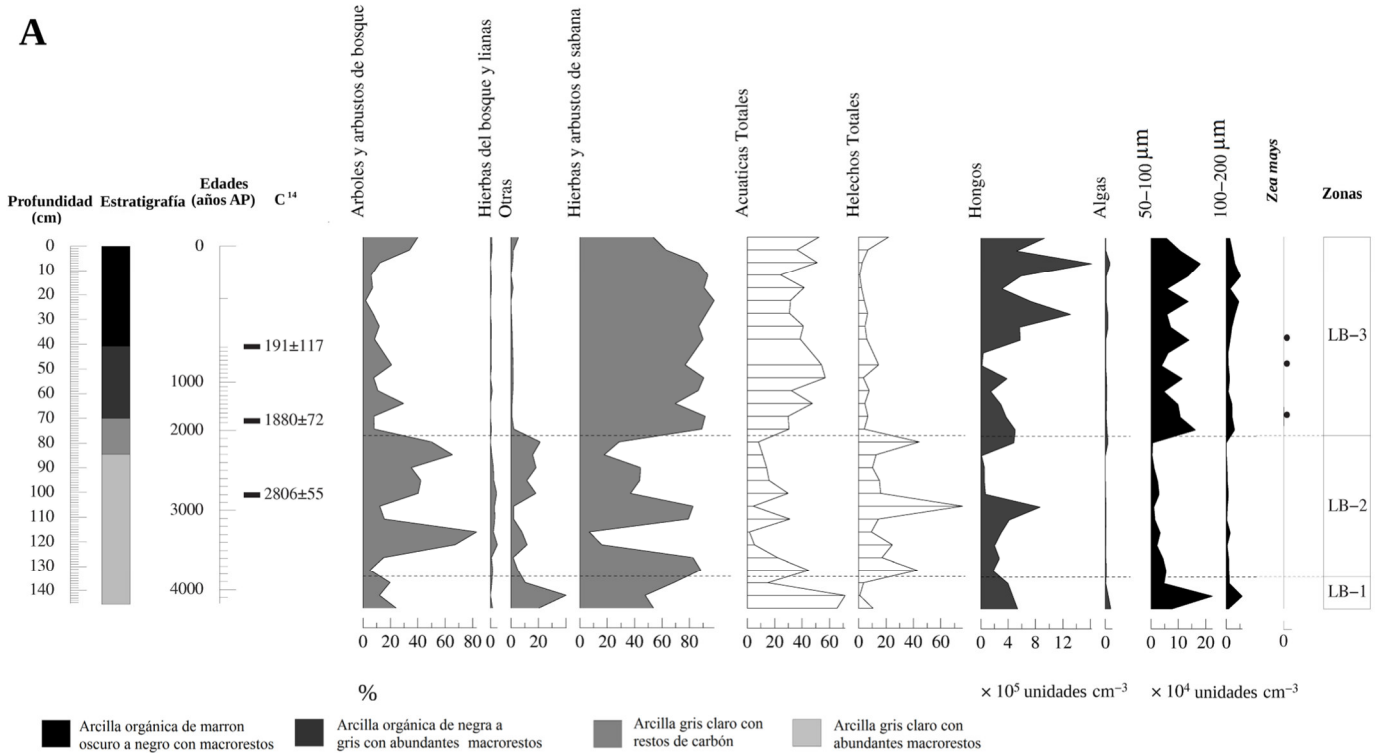 A
Arboles y arbustos de bosque
Hierbas del bosque y lianas
Otras
Hierbas y arbustos de sabana
Acuaticas Totales
Helechos Totales
Hongos
Algas
50-100 µm
100-200 µm
Zea mays
Zonas
Profundidad
(cm)
Estratigrafía
Edades
(años AP)
C14
0
10
20
30
40
50
60
70
80
90
100
110
120
130
140
0
1000
2000
3000
4000
191±117
1880±72
2806±55
LB-3
LB-2
LB-1
0 20 40 60 80
0
0 20
0 20 40 60 80
0 20 40 60
0 20 40 60
0 4 8 12 16
0
0 10 20
0
0
%
× 10⁵ unidades cm⁻³
× 10⁴ unidades cm⁻³
Arcilla orgánica de marron
oscuro a negro con macrorestos
Arcilla orgánica de negra a
gris con abundantes macrorestos
Arcilla gris claro con
restos de carbón
Arcilla gris claro con
abundantes macrorestos